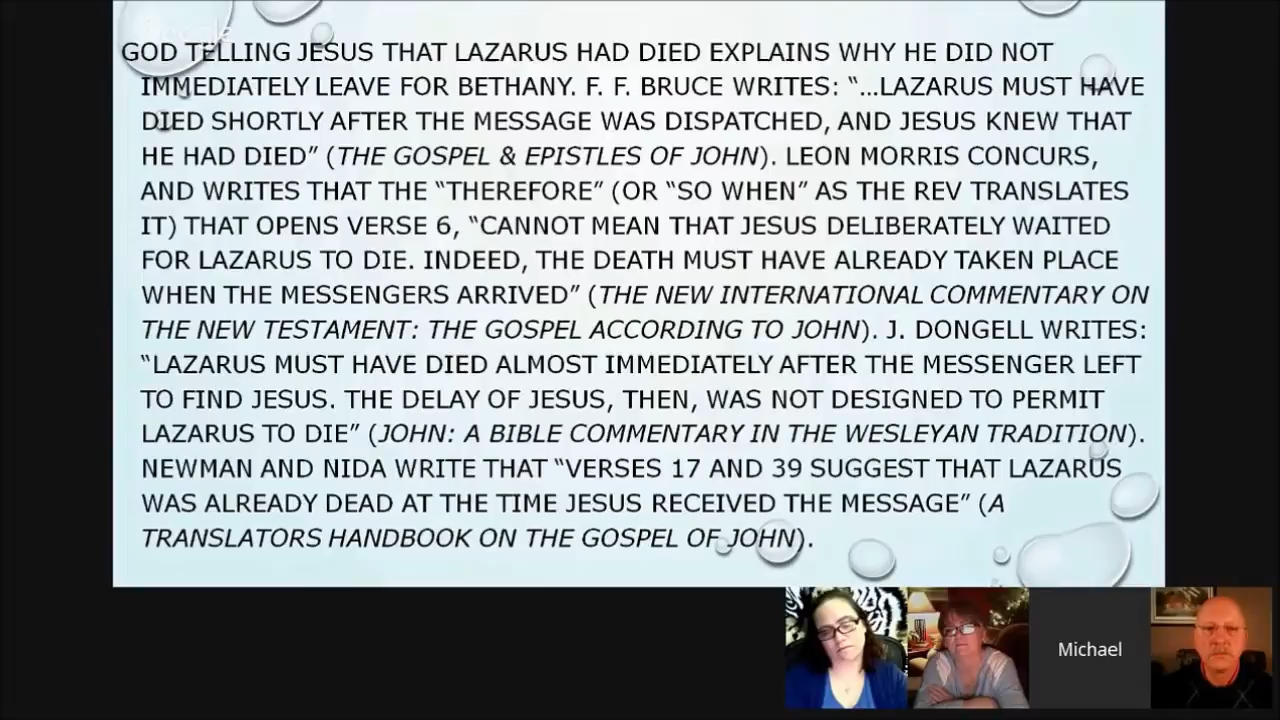 GOD TELLING JESUS THAT LAZARUS HAD DIED EXPLAINS WHY HE DID NOT
IMMEDIATELY LEAVE FOR BETHANY. F. F. BRUCE WRITES: “...LAZARUS MUST HAVE
DIED SHORTLY AFTER THE MESSAGE WAS DISPATCHED, AND JESUS KNEW THAT
HE HAD DIED” (THE GOSPEL & EPISTLES OF JOHN). LEON MORRIS CONCURS,
AND WRITES THAT THE “THEREFORE” (OR “SO WHEN” AS THE REV TRANSLATES
IT) THAT OPENS VERSE 6, “CANNOT MEAN THAT JESUS DELIBERATELY WAITED
FOR LAZARUS TO DIE. INDEED, THE DEATH MUST HAVE ALREADY TAKEN PLACE
WHEN THE MESSENGERS ARRIVED” (THE NEW INTERNATIONAL COMMENTARY ON
THE NEW TESTAMENT: THE GOSPEL ACCORDING TO JOHN). J. DONGELL WRITES:
“LAZARUS MUST HAVE DIED ALMOST IMMEDIATELY AFTER THE MESSENGER LEFT
TO FIND JESUS. THE DELAY OF JESUS, THEN, WAS NOT DESIGNED TO PERMIT
LAZARUS TO DIE” (JOHN: A BIBLE COMMENTARY IN THE WESLEYAN TRADITION).
NEWMAN AND NIDA WRITE THAT “VERSES 17 AND 39 SUGGEST THAT LAZARUS
WAS ALREADY DEAD AT THE TIME JESUS RECEIVED THE MESSAGE” (A
TRANSLATORS HANDBOOK ON THE GOSPEL OF JOHN).
Michael